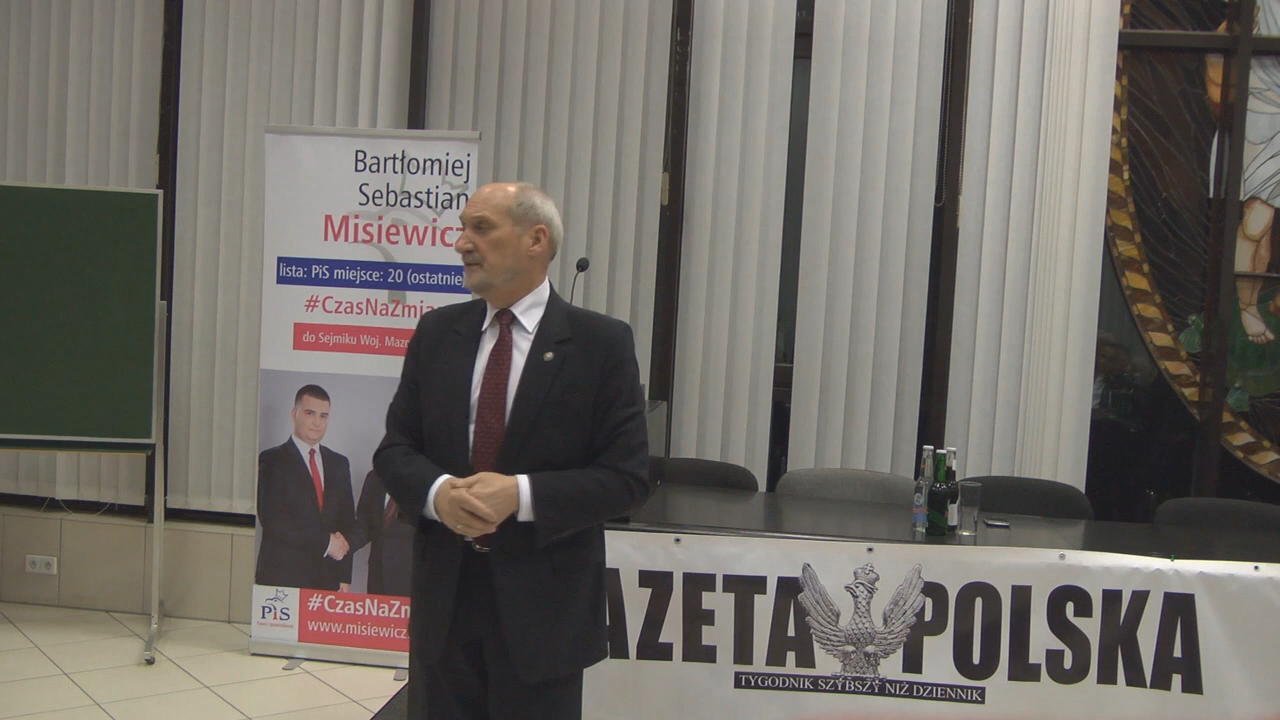 Bartłomiej
Sebastian
Misiewicz
lista: PiS miejsce: 20 (ostatnie)
#CzasNaZmia
do Sejmiku Woj. Mazo
PiS
#CzasNaZm
www.misiewicz.
AZETA POLSKA
TYGODNIK SZYBSZY NIŻ DZIENNIK